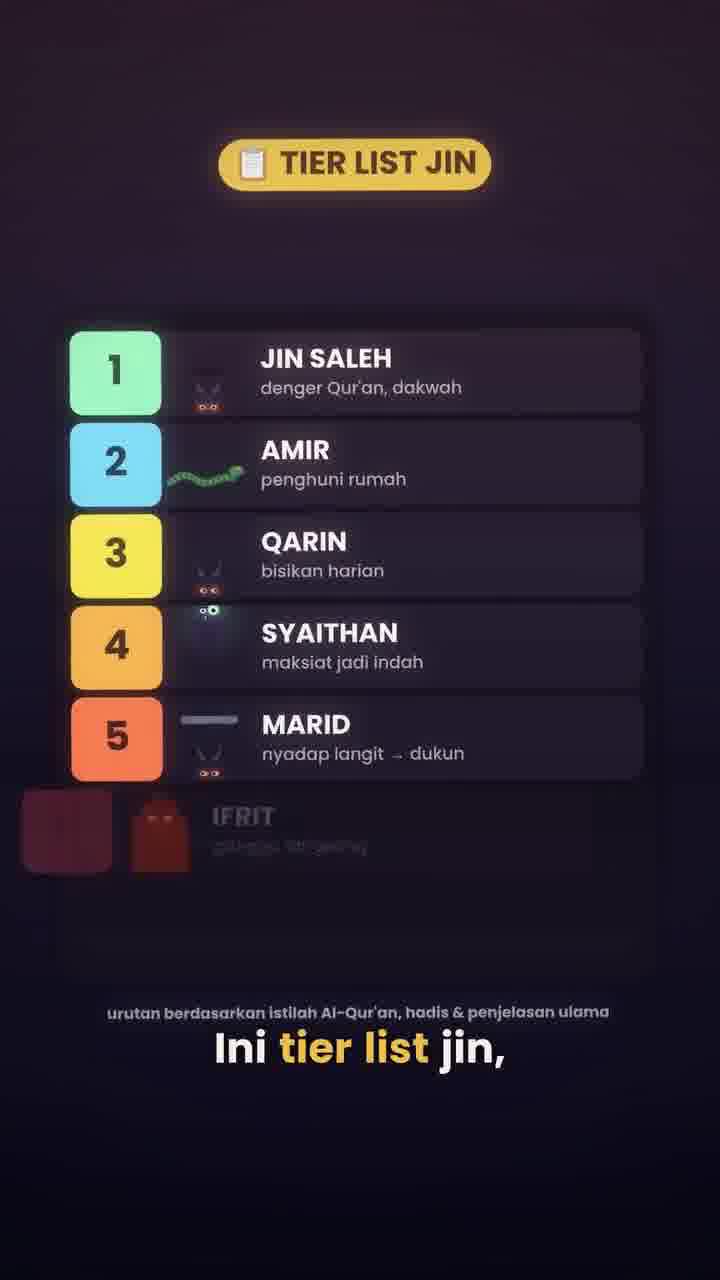 TIER LIST JIN
1
JIN SALEH
denger Qur'an, dakwah
2
AMIR
penghuni rumah
3
QARIN
bisikan harian
4
SYAITHAN
maksiat jadi indah
5
MARID
nyadap langit → dukun
IFRIT
urutan berdasarkan istilah Al-Qur'an, hadis & penjelasan ulama
Ini tier list jin,